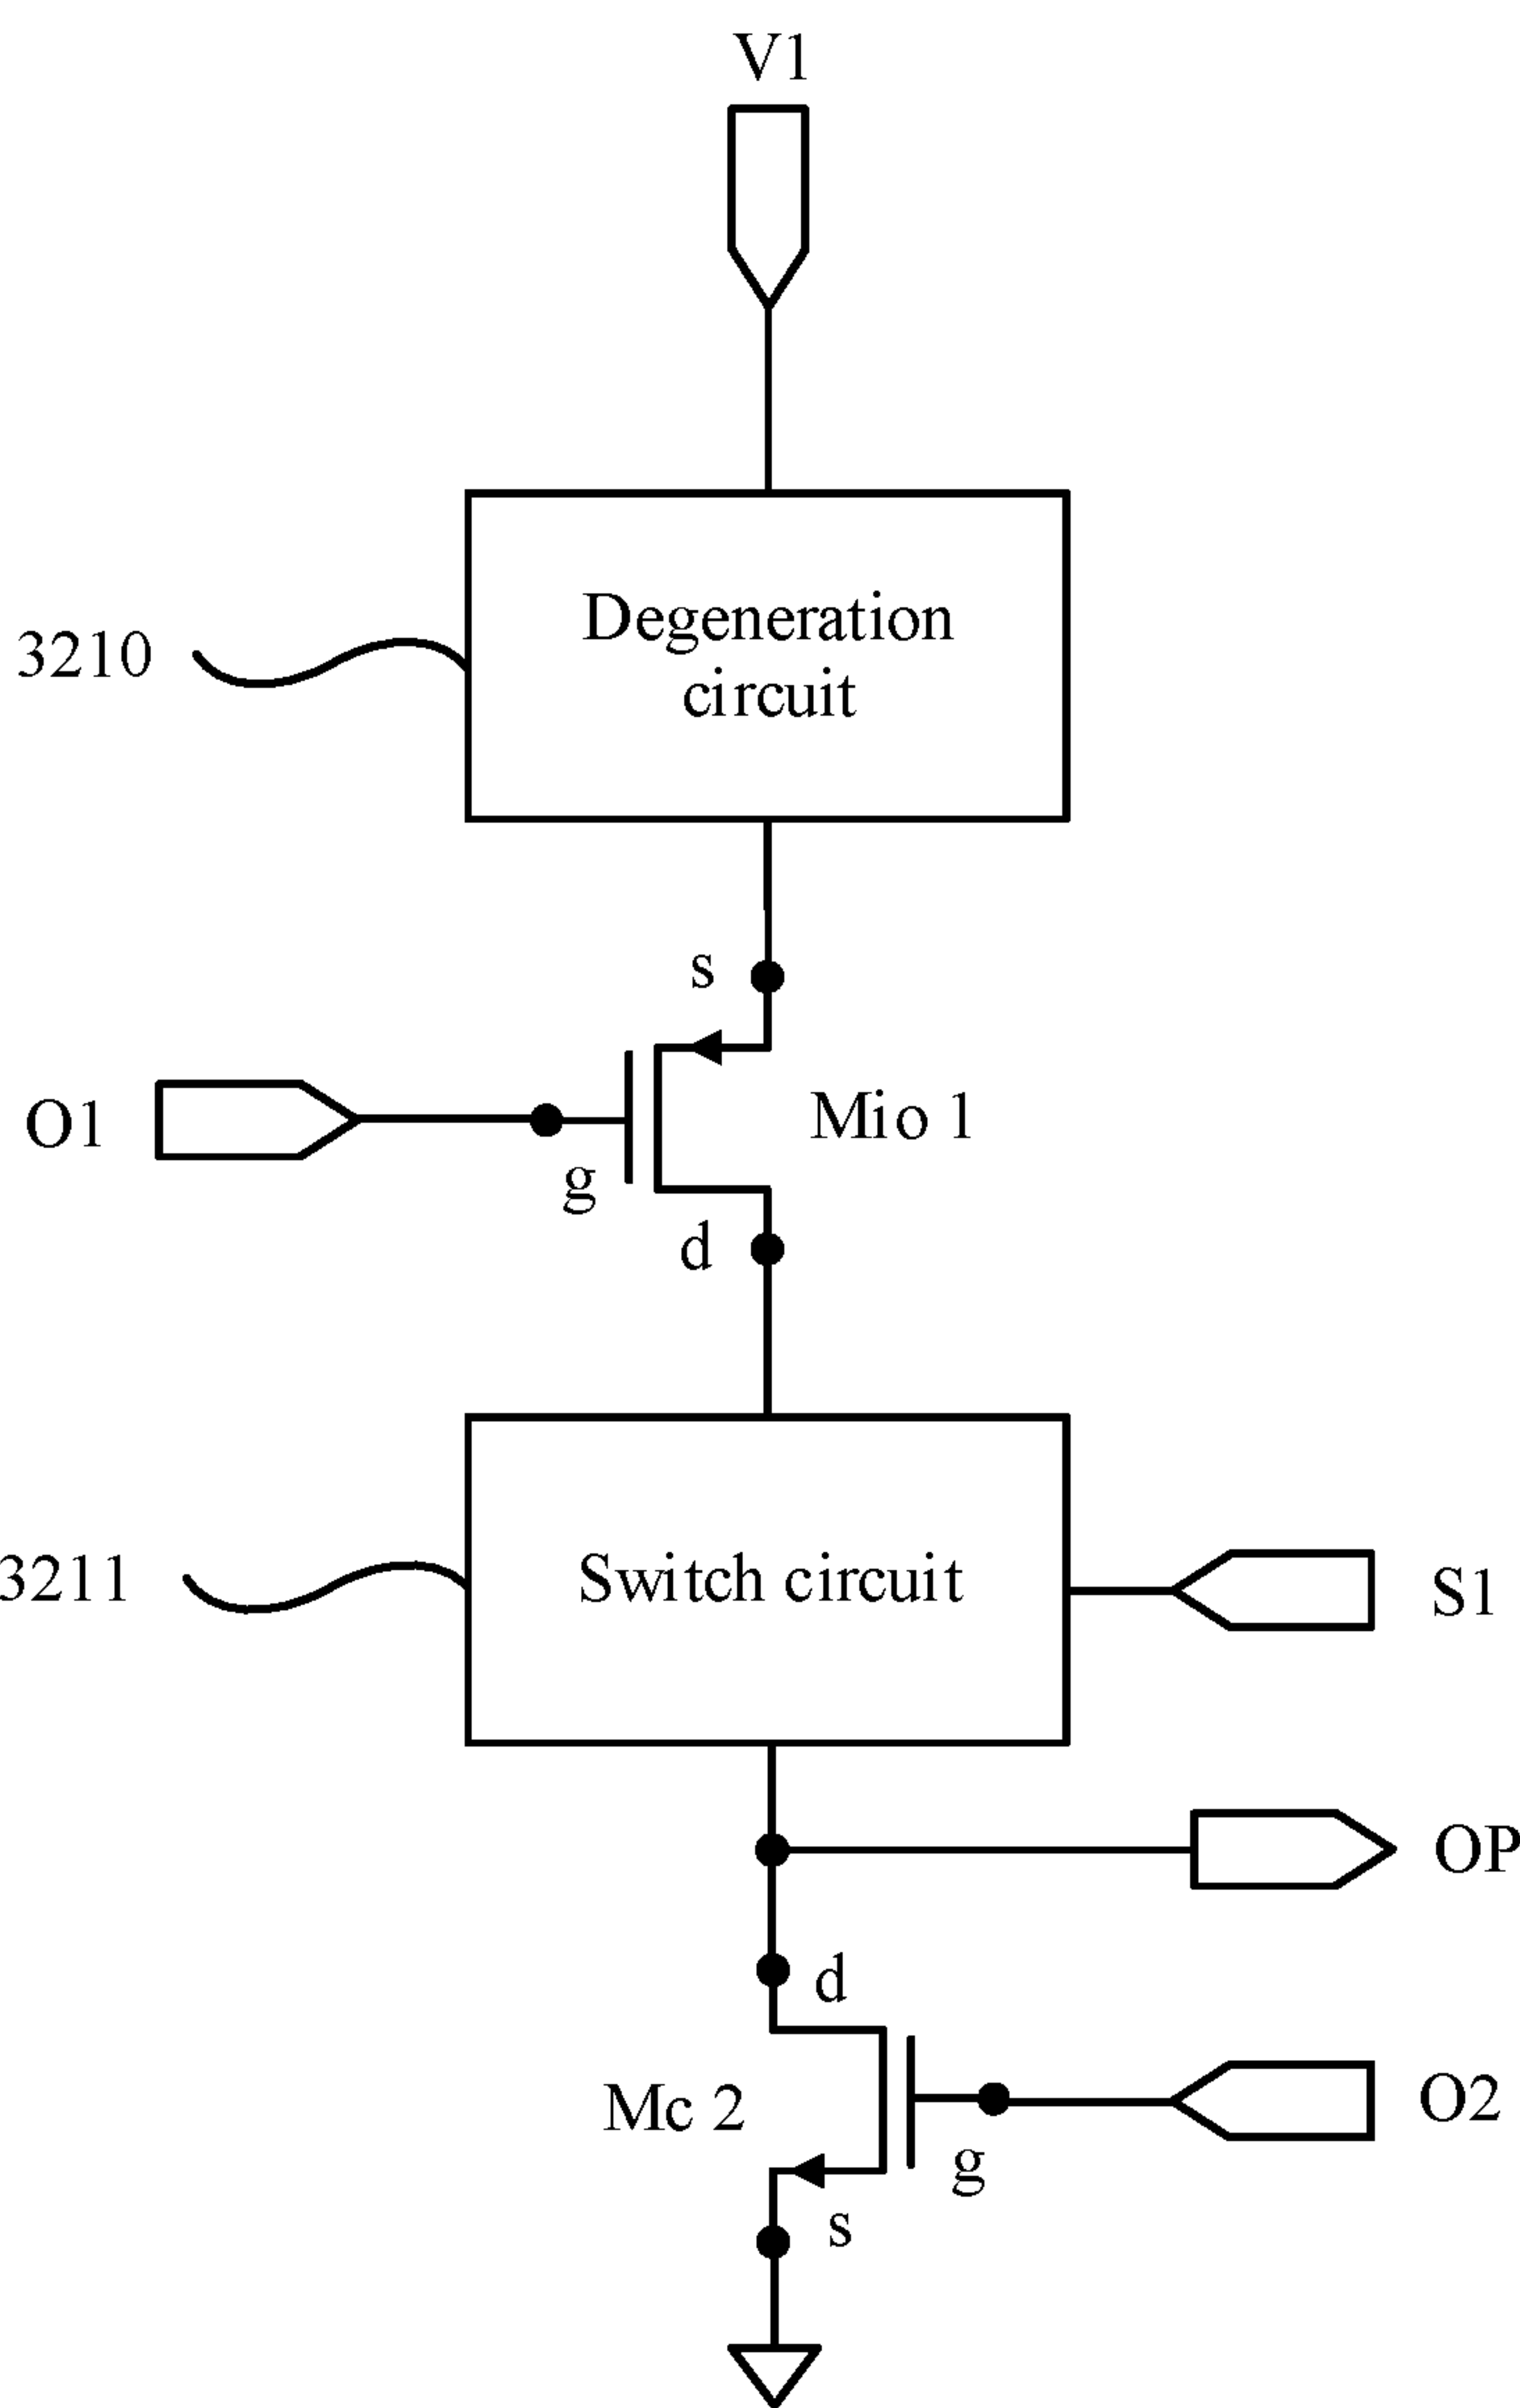 V1
3210
Degeneration
circuit
s
O1
Mio 1
g
d
3211
Switch circuit
S1
OP
d
Mc 2
O2
g
s